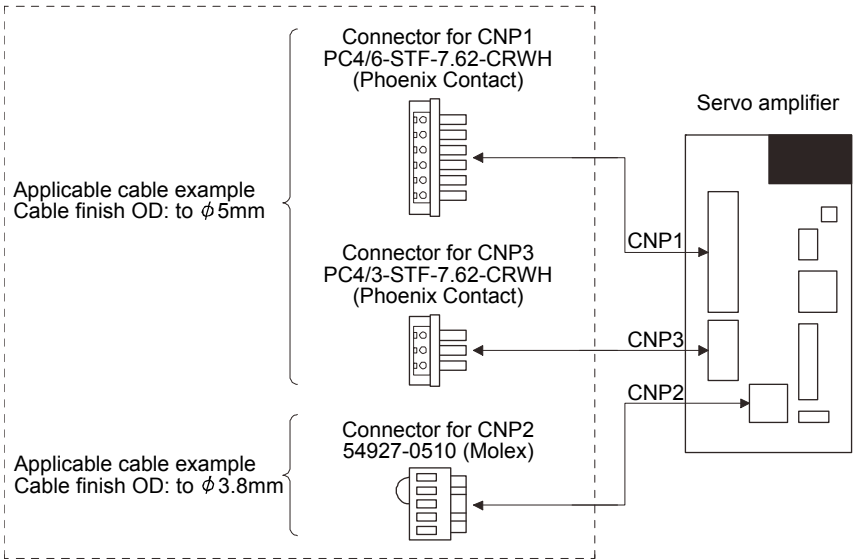 Connector for CNP1
PC4/6-STF-7.62-CRWH
(Phoenix Contact)
Servo amplifier
Applicable cable example
Cable finish OD: to ϕ5mm
CNP1
Connector for CNP3
PC4/3-STF-7.62-CRWH
(Phoenix Contact)
CNP3
CNP2
Connector for CNP2
54927-0510 (Molex)
Applicable cable example
Cable finish OD: to ϕ3.8mm